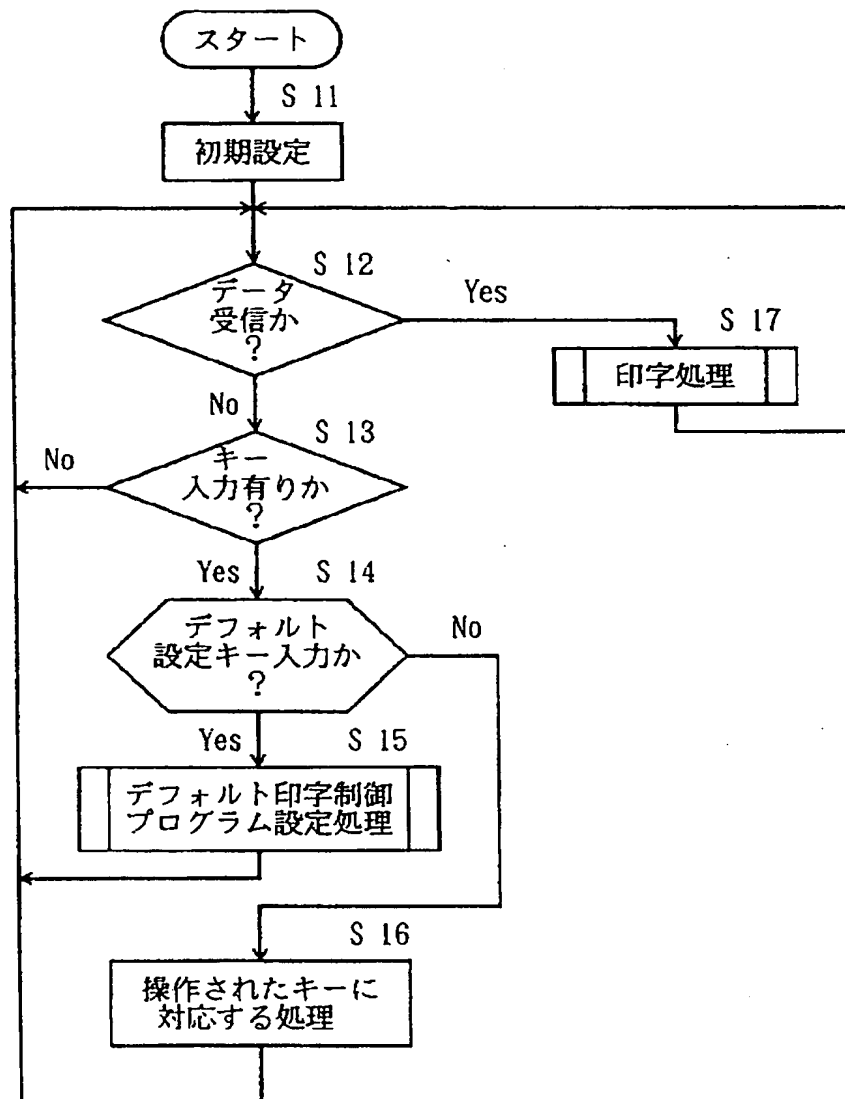 スタート
S 11
初期設定
S 12
データ
受信か
?
Yes
S 17
印字処理
No
S 13
キー
入力有りか
?
No
Yes
S 14
デフォルト
設定キー入力か
?
No
Yes
S 15
デフォルト印字制御
プログラム設定処理
S 16
操作されたキーに
対応する処理